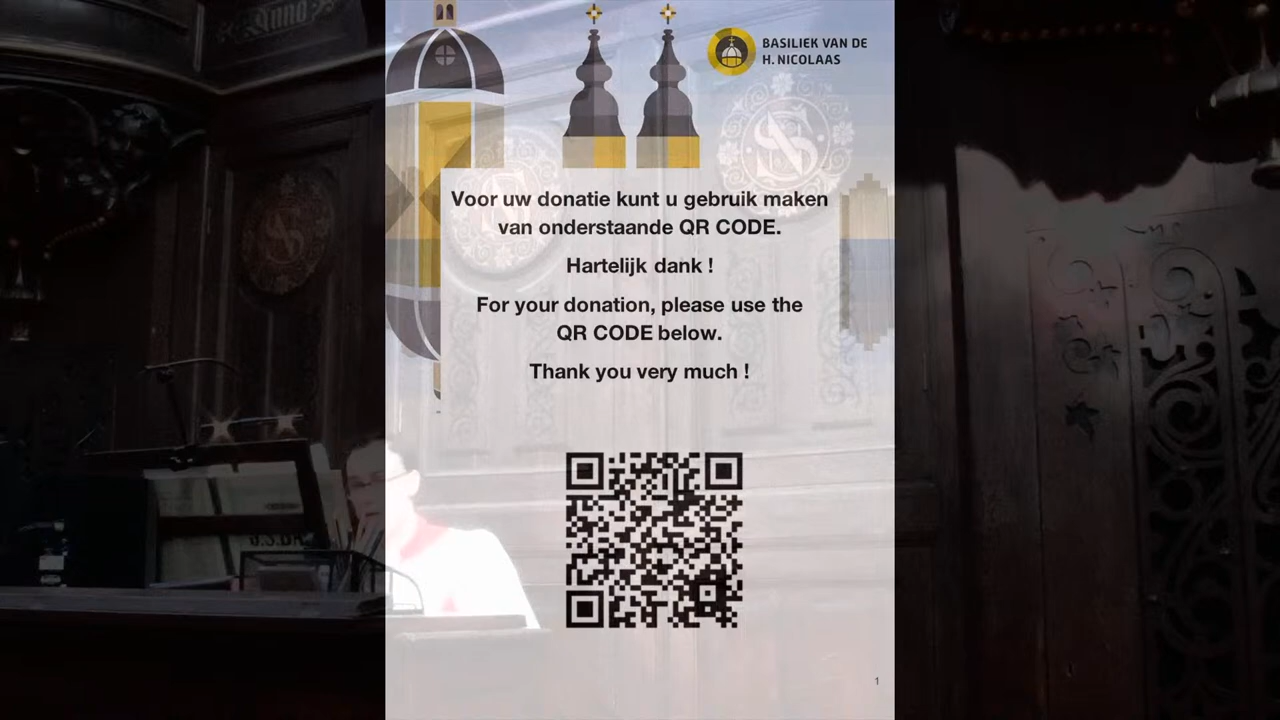 Anno
BASILIEK VAN DE
H. NICOLAAS
Voor uw donatie kunt u gebruik maken
van onderstaande QR CODE.
Hartelijk dank !
For your donation, please use the
QR CODE below.
Thank you very much !
1